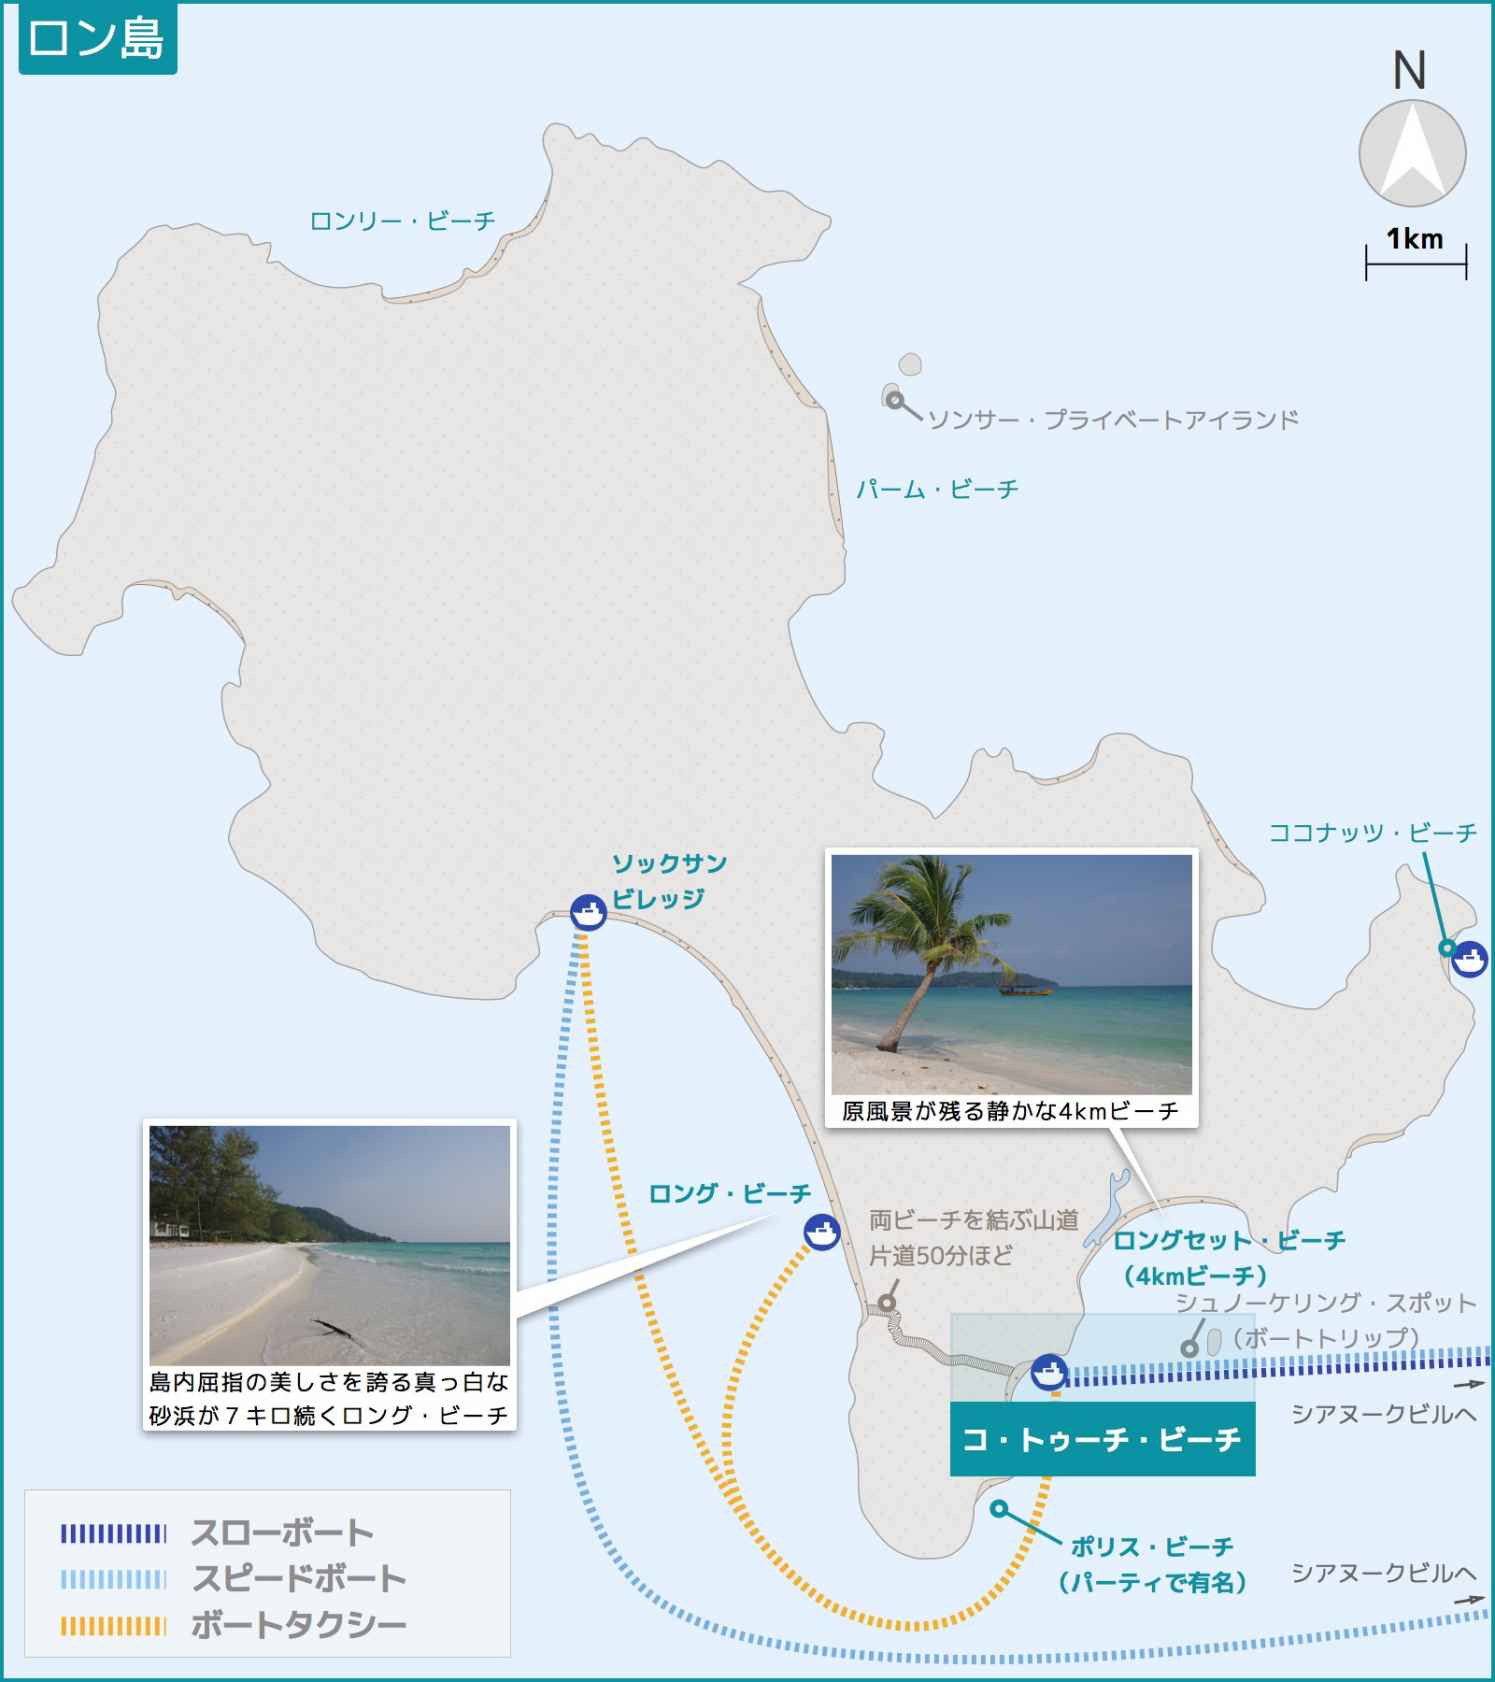 ロン島
N
1km
ロンリー・ビーチ
ソンサー・プライベートアイランド
パーム・ビーチ
ココナッツ・ビーチ
ソックサン
ビレッジ
原風景が残る静かな4kmビーチ
ロング・ビーチ
両ビーチを結ぶ山道
片道50分ほど
ロングセット・ビーチ
（4kmビーチ）
シュノーケリング・スポット
（ボートトリップ）
島内屈指の美しさを誇る真っ白な
砂浜が７キロ続くロング・ビーチ
シアヌークビルへ
コ・トゥーチ・ビーチ
ポリス・ビーチ
（パーティで有名）
シアヌークビルへ
スローボート
スピードボート
ボートタクシー